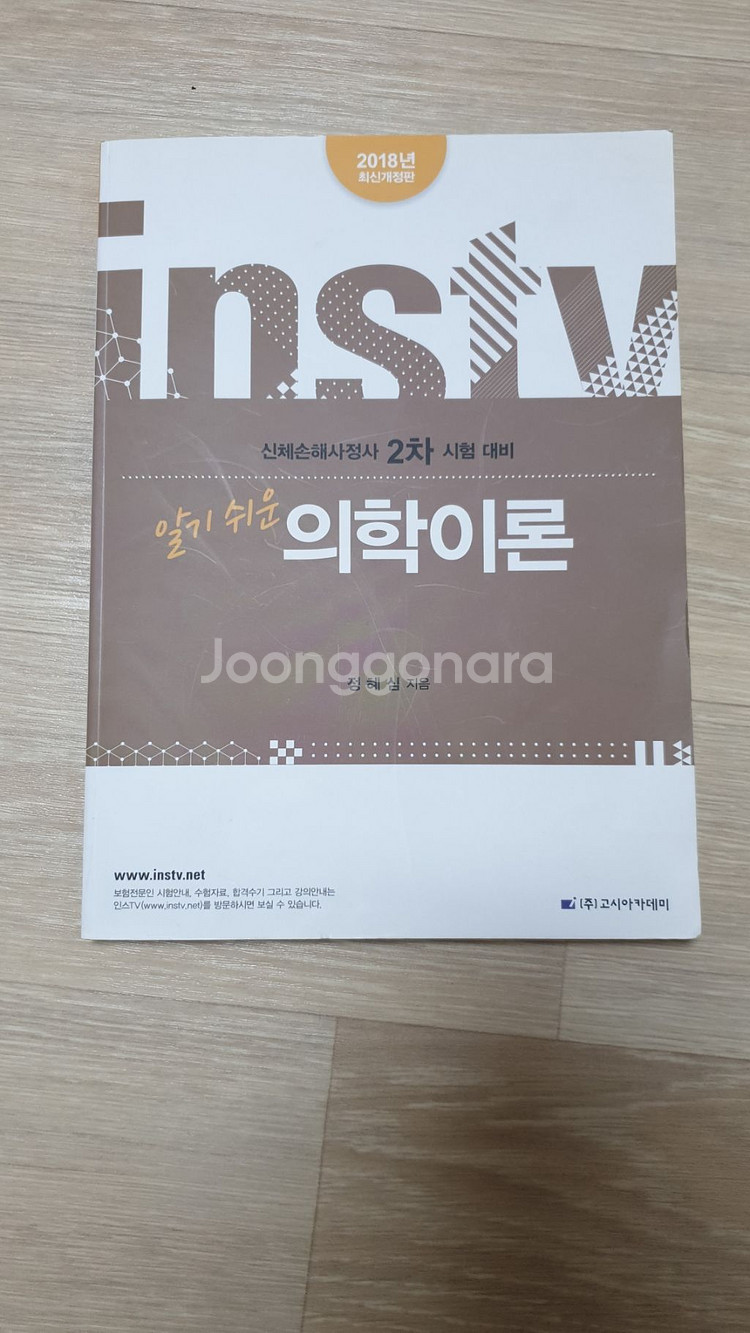 2018년
최신개정판
instv
신체손해사정사 2차 시험 대비
알기 쉬운 의학이론
Joonggonara
정혜심 지음
www.instv.net
보험전문인 시험안내, 수험자료, 합격수기 그리고 강의안내는
인스TV(www.instv.net)를 방문하시면 보실 수 있습니다.
(주)고시아카데미